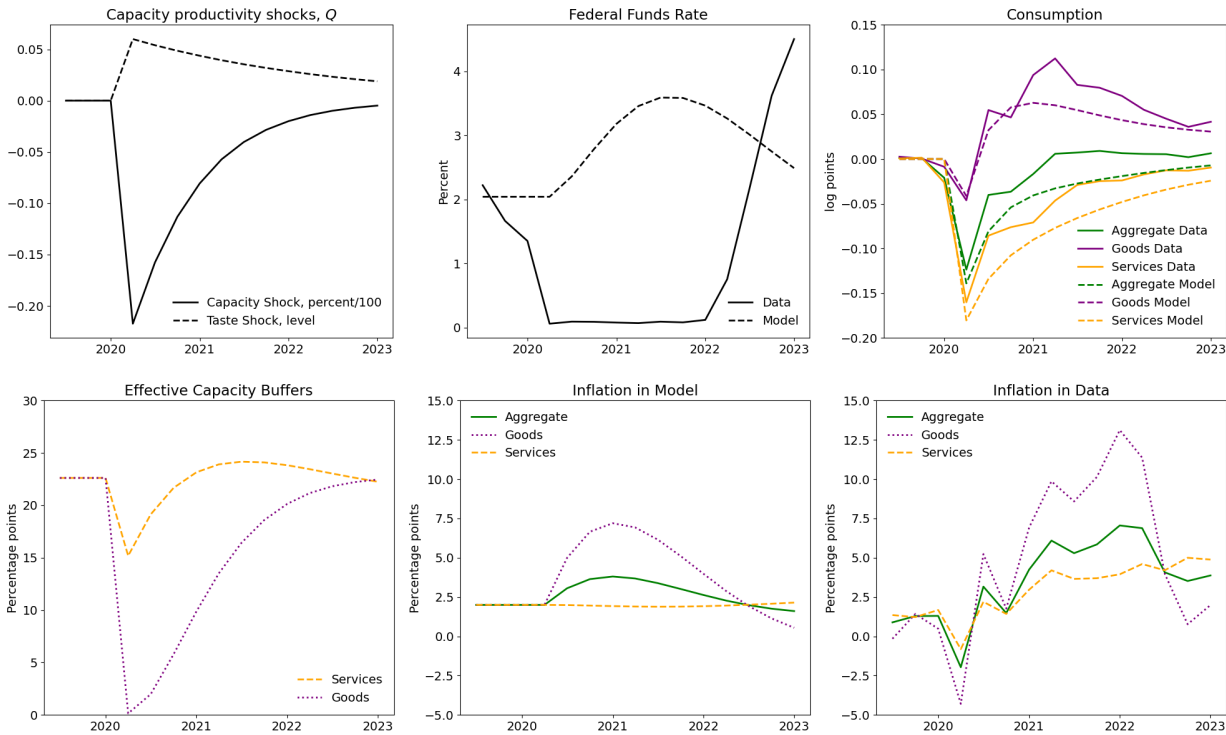 Capacity productivity shocks, Q
0.05
0.00
−0.05
−0.10
−0.15
−0.20
Capacity Shock, percent/100
Taste Shock, level
2020 2021 2022 2023
Federal Funds Rate
Percent
4
3
2
1
0
Data
Model
2020 2021 2022 2023
Consumption
log points
0.15
0.10
0.05
0.00
−0.05
−0.10
−0.15
−0.20
Aggregate Data
Goods Data
Services Data
Aggregate Model
Goods Model
Services Model
2020 2021 2022 2023
Effective Capacity Buffers
Percentage points
30
25
20
15
10
5
0
Services
Goods
2020 2021 2022 2023
Inflation in Model
Percentage points
15.0
12.5
10.0
7.5
5.0
2.5
0.0
−2.5
−5.0
Aggregate
Goods
Services
2020 2021 2022 2023
Inflation in Data
Percentage points
15.0
12.5
10.0
7.5
5.0
2.5
0.0
−2.5
−5.0
Aggregate
Goods
Services
2020 2021 2022 2023